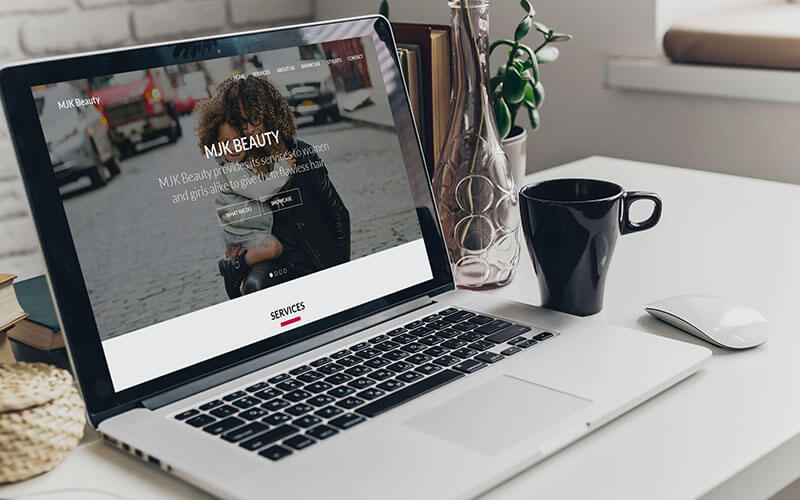 MJK Beauty
HOME SERVICES ABOUT US SHOWCASE STYLISTS CONTACT
MJK BEAUTY
MJK Beauty provides its services to women
and girls alike to give them flawless hair.
WHAT WE DO SHOWCASE
SERVICES